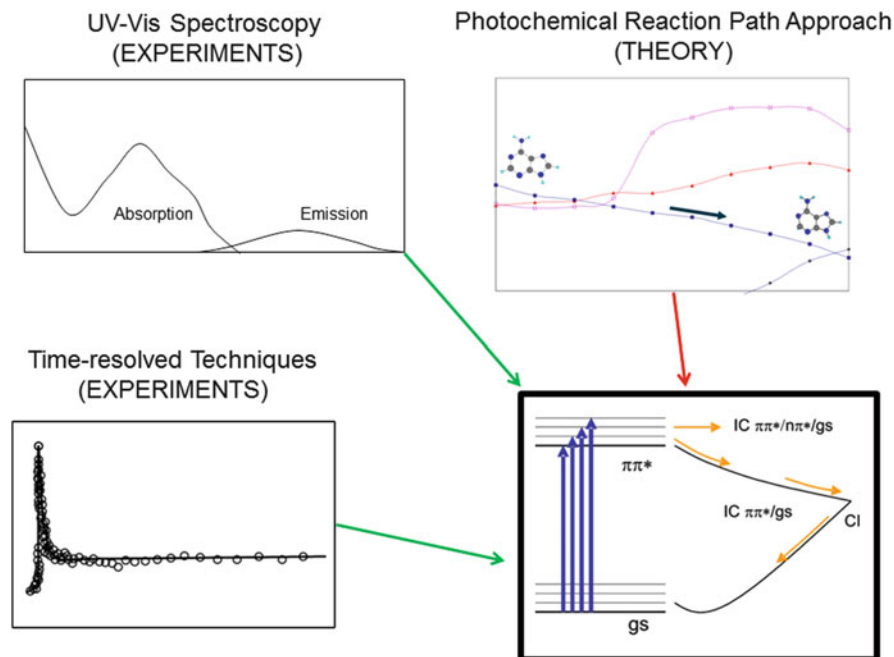 UV-Vis Spectroscopy
(EXPERIMENTS)
Photochemical Reaction Path Approach
(THEORY)
Absorption
Emission
Time-resolved Techniques
(EXPERIMENTS)
IC ππ*/nπ*/gs
ππ*
IC ππ*/gs
CI
gs